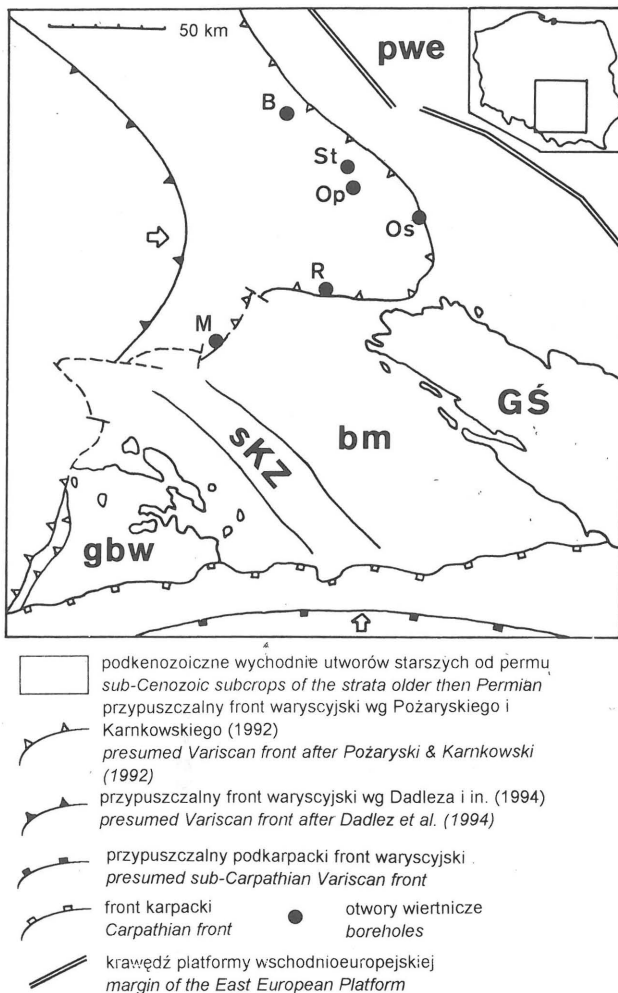 50 km
pwe
B
St
Op
Os
R
M
GŚ
sKZ
bm
gbw
podkenozoiczne wychodnie utworów starszych od permu
sub-Cenozoic subcrops of the strata older then Permian
przypuszczalny front waryscyjski wg Pożaryskiego i
Karnkowskiego (1992)
presumed Variscan front after Pożaryski & Karnkowski
(1992)
przypuszczalny front waryscyjski wg Dadleza i in. (1994)
presumed Variscan front after Dadlez et al. (1994)
przypuszczalny podkarpacki front waryscyjski
presumed sub-Carpathian Variscan front
front karpacki
Carpathian front
otwory wiertnicze
boreholes
krawędź platformy wschodnioeuropejskiej
margin of the East European Platform